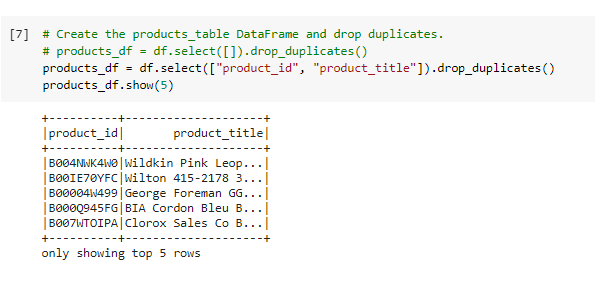 [7] # Create the products_table DataFrame and drop duplicates.
# products_df = df.select([]).drop_duplicates()
products_df = df.select(["product_id", "product_title"]).drop_duplicates()
products_df.show(5)
+----------+--------------------+
|product_id|       product_title|
+----------+--------------------+
|B004NWK4W0|Wildkin Pink Leop...|
|B00IE70YFC|Wilton 415-2178 3...|
|B00004W499|George Foreman GG...|
|B000Q945FG|BIA Cordon Bleu B...|
|B007WTOIPA|Clorox Sales Co B...|
+----------+--------------------+
only showing top 5 rows